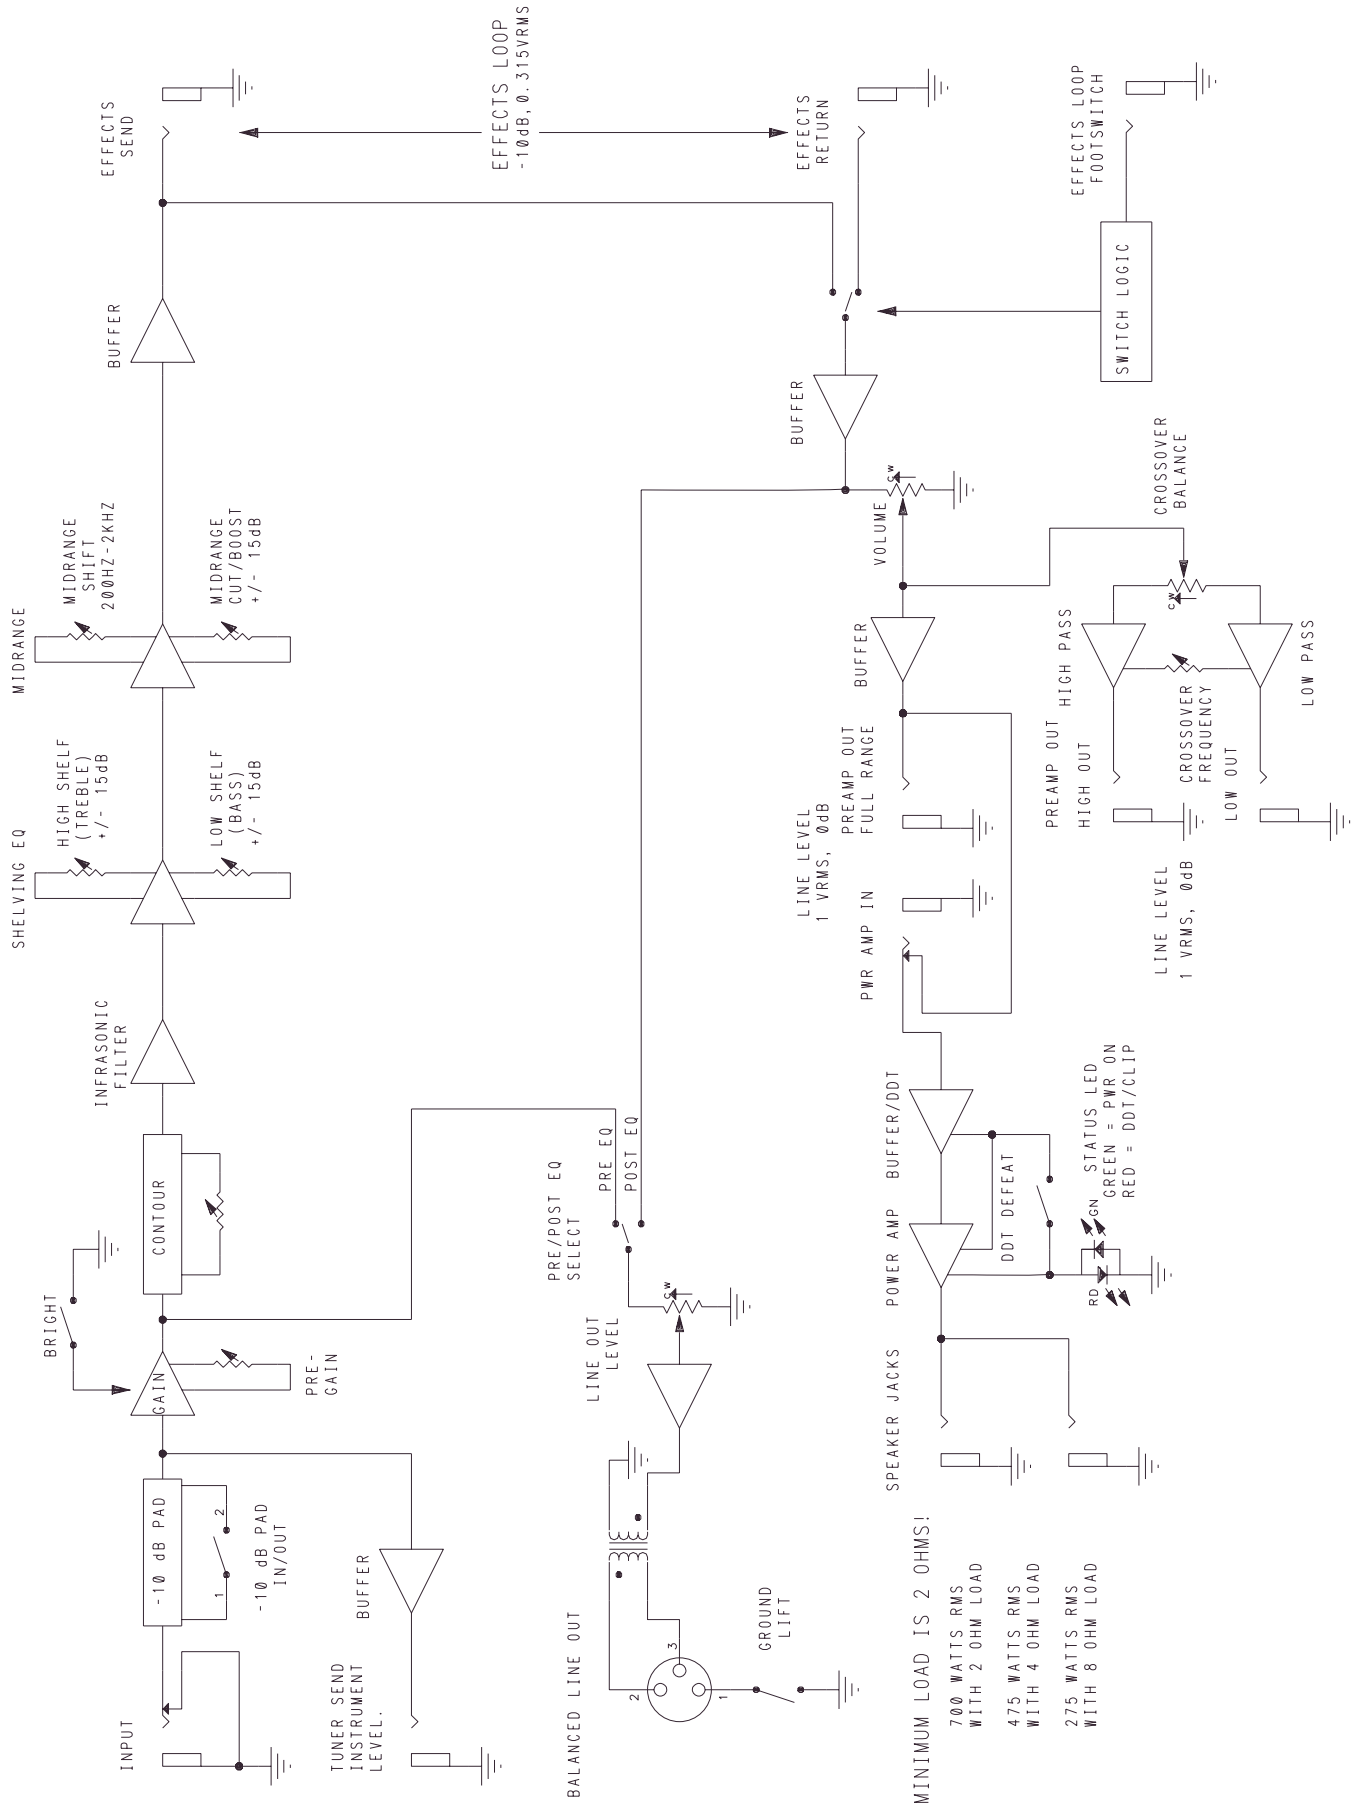 INPUT
-10 dB PAD
1
2
-10 dB PAD
IN/OUT
TUNER SEND
INSTRUMENT
LEVEL.
BUFFER
BRIGHT
GAIN
PRE-
GAIN
CONTOUR
INFRASONIC
FILTER
SHELVING EQ
HIGH SHELF
(TREBLE)
+/- 15dB
LOW SHELF
(BASS)
+/- 15dB
MIDRANGE
MIDRANGE
SHIFT
200HZ-2KHZ
MIDRANGE
CUT/BOOST
+/- 15dB
BUFFER
EFFECTS
SEND
EFFECTS LOOP
-10dB,0.315VRMS
EFFECTS
RETURN
EFFECTS LOOP
FOOTSWITCH
SWITCH LOGIC
BUFFER
BALANCED LINE OUT
2
3
1
GROUND
LIFT
LINE OUT
LEVEL
CW
PRE/POST EQ
SELECT
PRE EQ
POST EQ
VOLUME
CW
BUFFER
LINE LEVEL
1 VRMS, 0dB
PREAMP OUT
FULL RANGE
PWR AMP IN
CROSSOVER
BALANCE
CW
HIGH PASS
LOW PASS
PREAMP OUT
HIGH OUT
CROSSOVER
FREQUENCY
LOW OUT
LINE LEVEL
1 VRMS, 0dB
SPEAKER JACKS
POWER AMP
BUFFER/DDT
DDT DEFEAT
RD
GN
STATUS LED
GREEN = PWR ON
RED = DDT/CLIP
MINIMUM LOAD IS 2 OHMS!
700 WATTS RMS
WITH 2 OHM LOAD
475 WATTS RMS
WITH 4 OHM LOAD
275 WATTS RMS
WITH 8 OHM LOAD